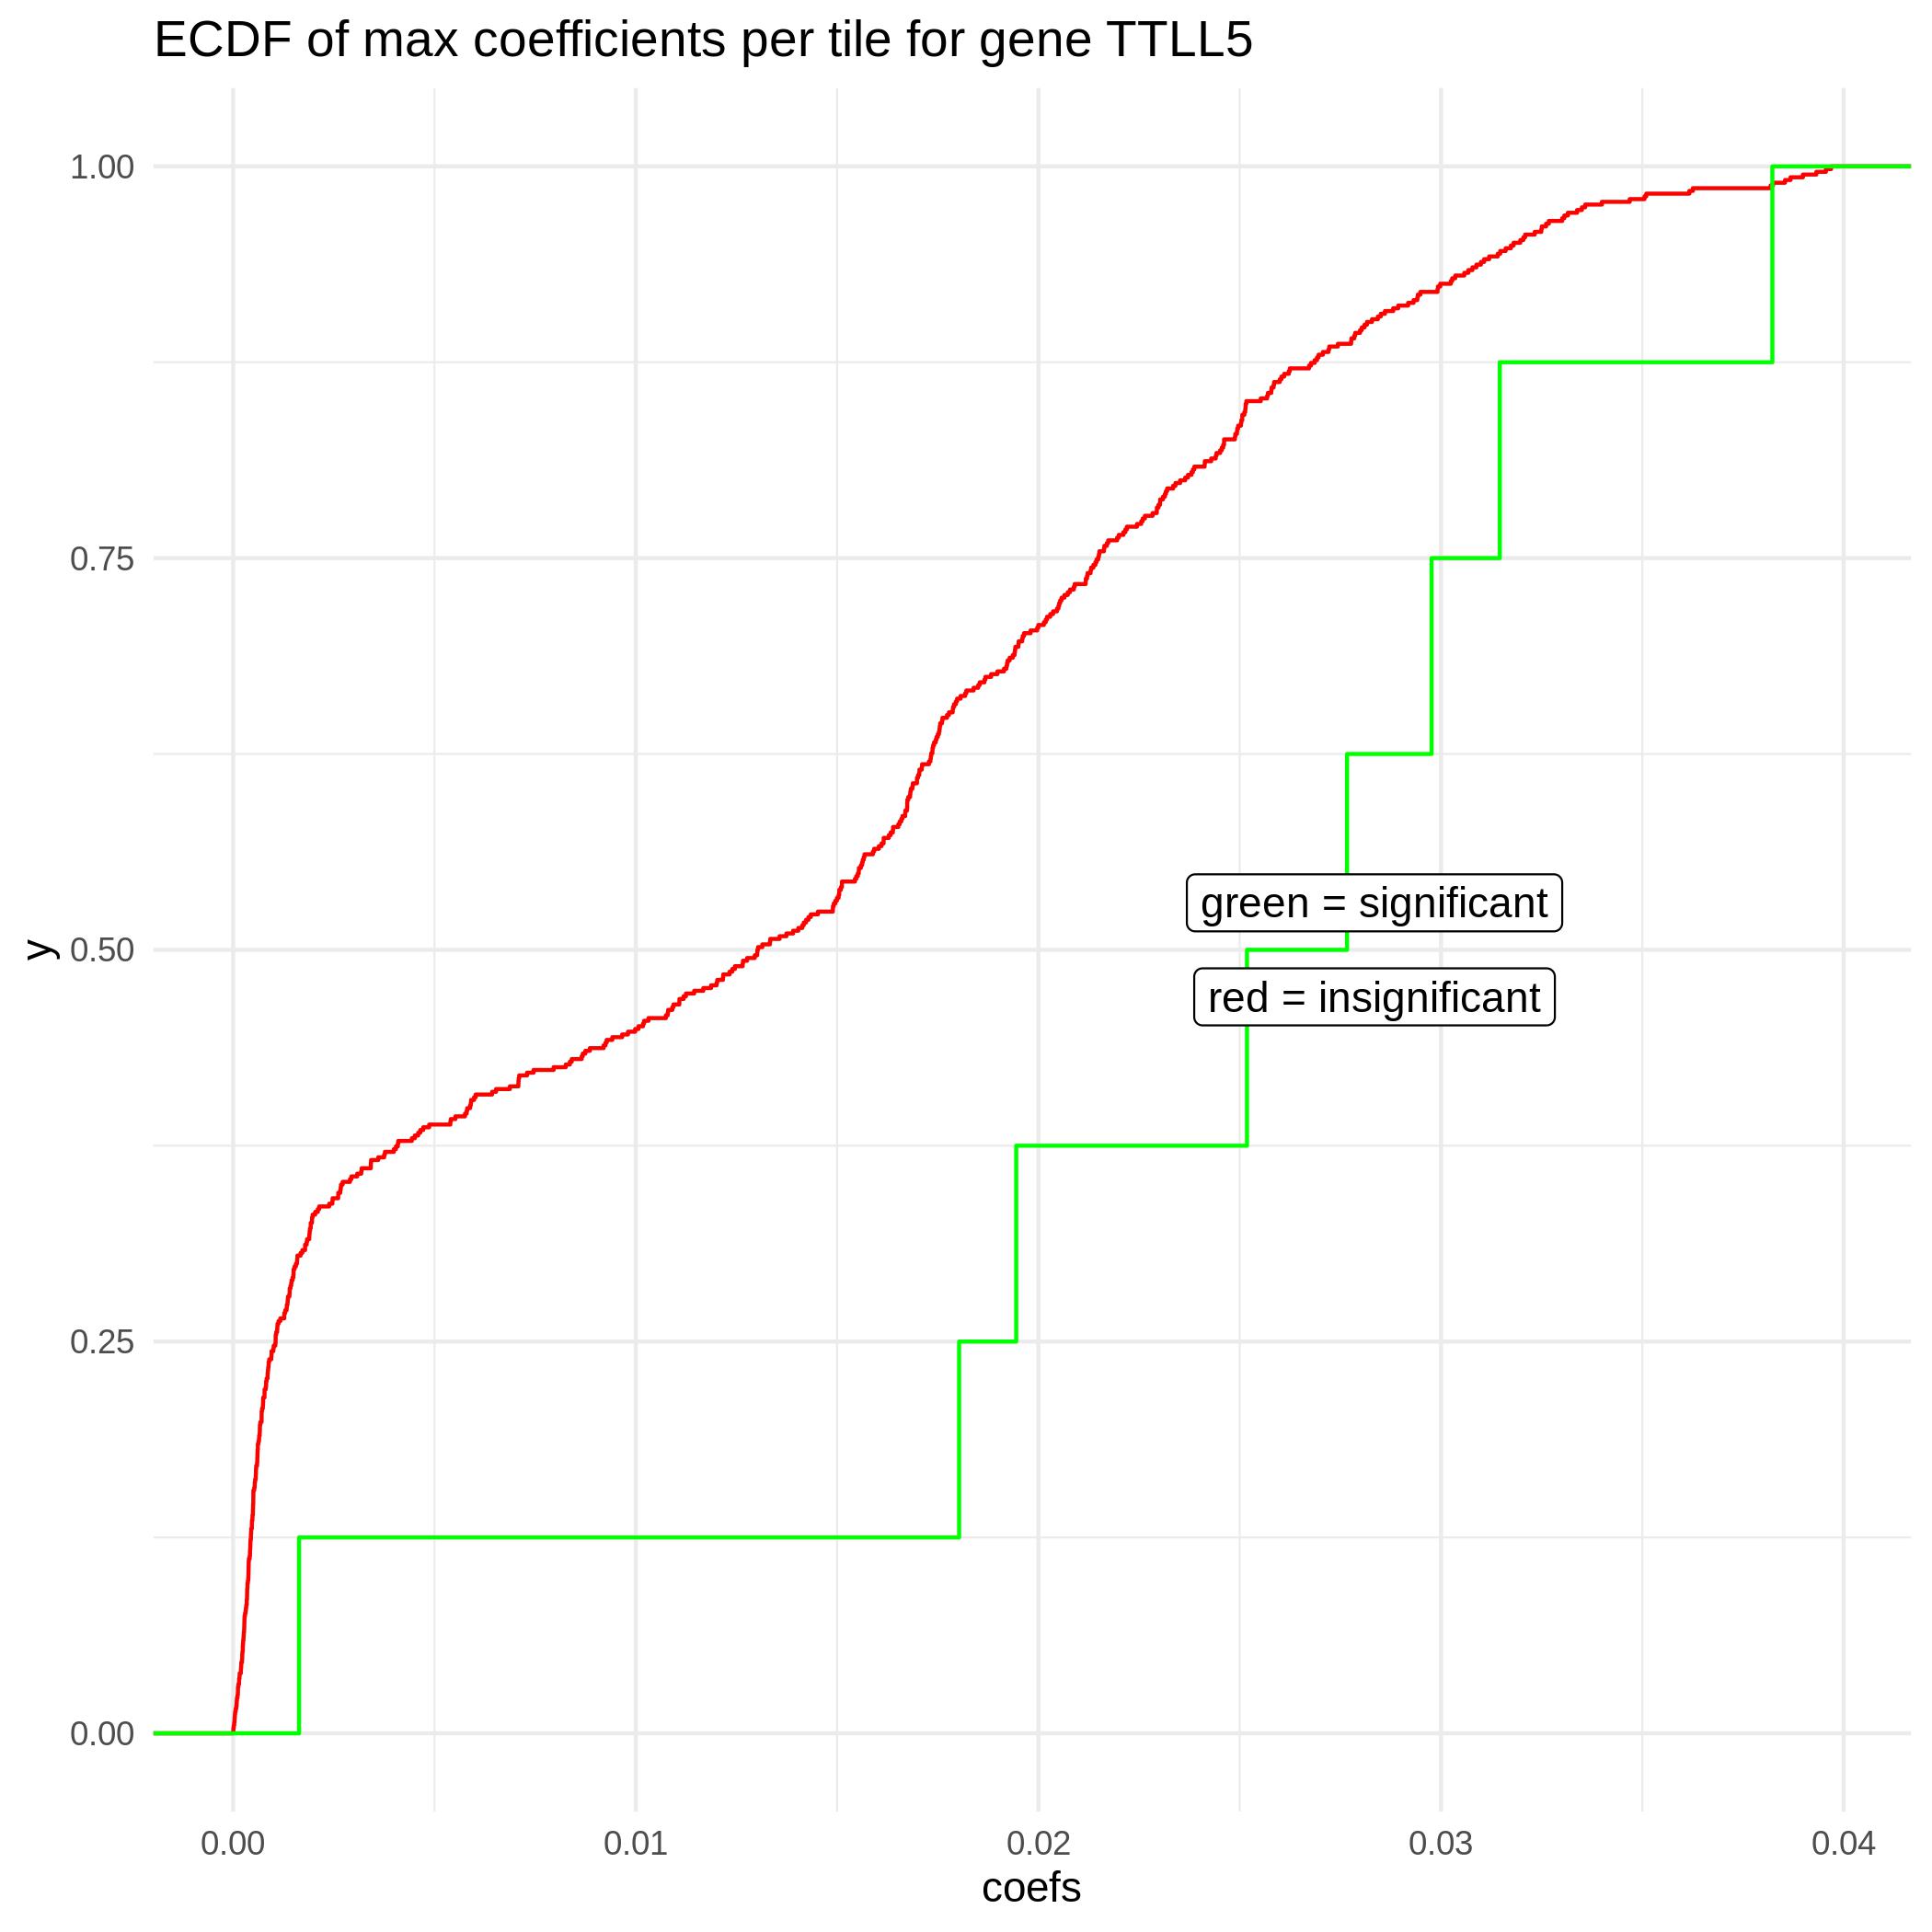 ECDF of max coefficients per tile for gene TTLL5
1.00
0.75
0.50
0.25
0.00
y
green = significant
red = insignificant
0.00
0.01
0.02
0.03
0.04
coefs